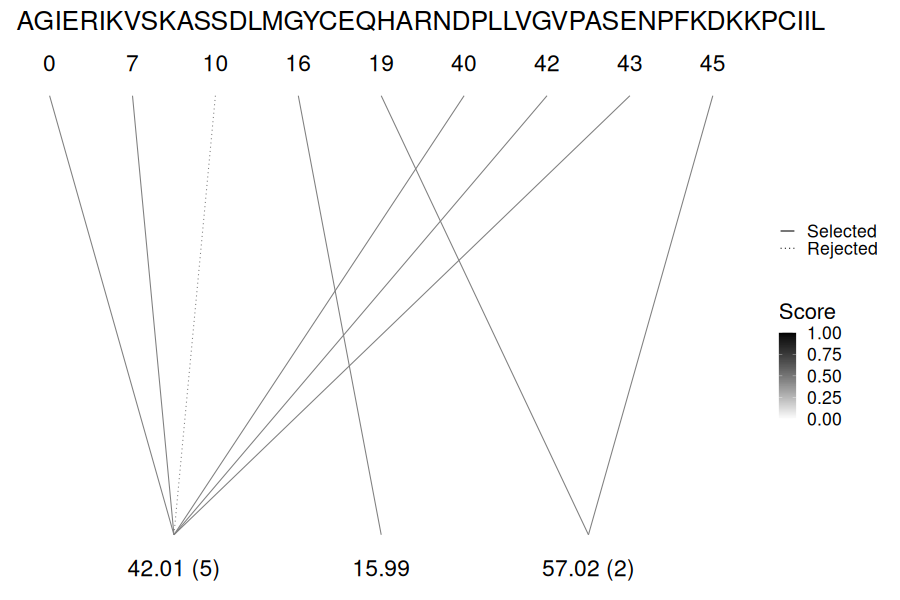 AGIERIKVSKASSDLMGYCEQHARNDPLLVGVPASENPFKDKKPCIIL
0 7 10 16 19 40 42 43 45
Selected
Rejected
Score
1.00
0.75
0.50
0.25
0.00
42.01 (5) 15.99 57.02 (2)